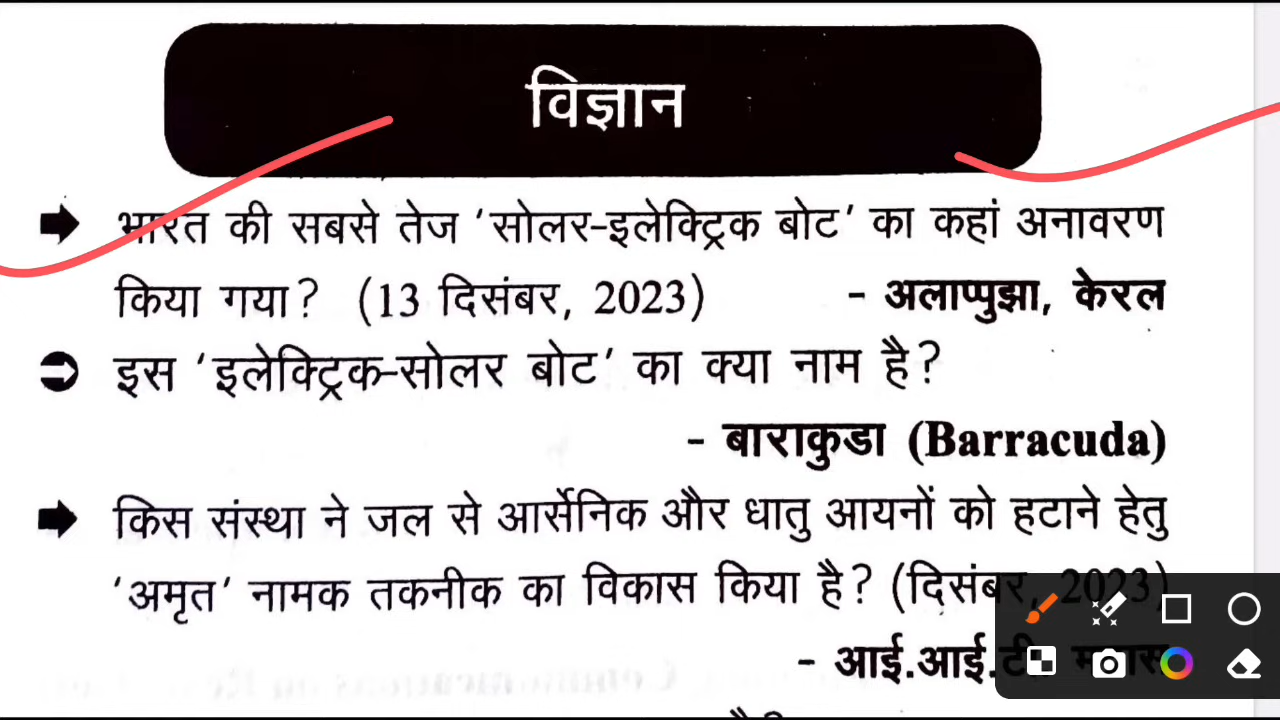 विज्ञान
भारत की सबसे तेज 'सोलर-इलेक्ट्रिक बोट' का कहां अनावरण
किया गया? (13 दिसंबर, 2023) - अलाप्पुझा, केरल
इस 'इलेक्ट्रिक-सोलर बोट' का क्या नाम है?
- बाराकुडा (Barracuda)
किस संस्था ने जल से आर्सेनिक और धातु आयनों को हटाने हेतु
'अमृत' नामक तकनीक का विकास किया है? (दिसंबर, 2023)
- आई.आई.टी. मद्रास